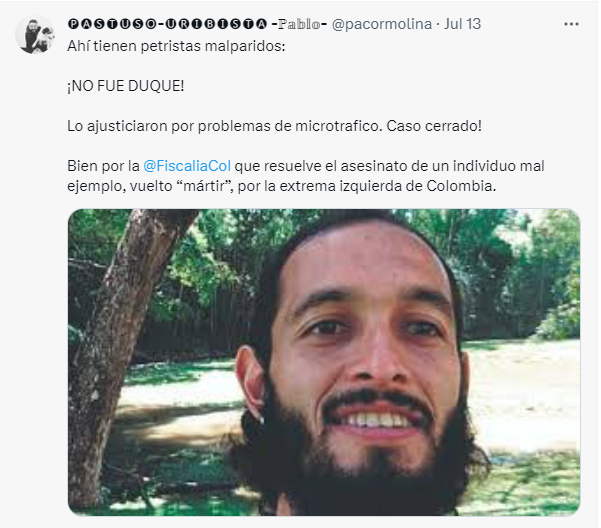 🅟🅐🅢🅣🅤🅢🅞-🅤🅡🅘🅑🅘🅢🅣🅐 -ℙ𝕒𝕓𝕝𝕠- @pacormolina · Jul 13
Ahí tienen petristas malparidos:
¡NO FUE DUQUE!
Lo ajusticiaron por problemas de microtrafico. Caso cerrado!
Bien por la @FiscaliaCol que resuelve el asesinato de un individuo mal
ejemplo, vuelto “mártir”, por la extrema izquierda de Colombia.